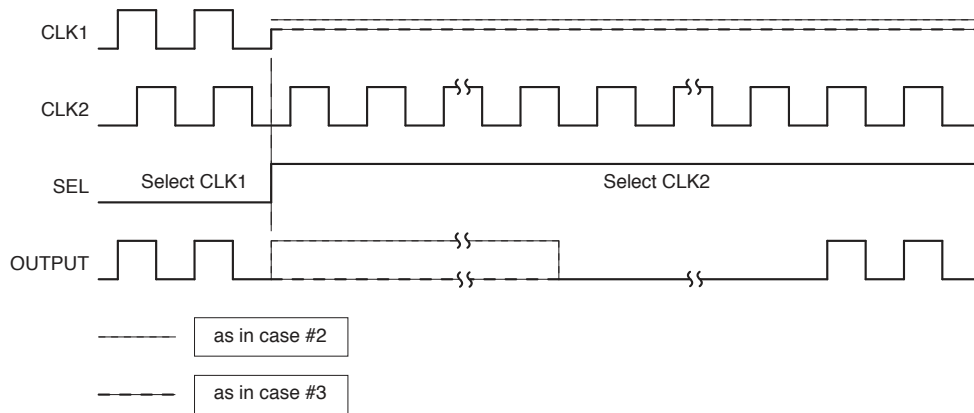 CLK1
CLK2
SEL
Select CLK1
Select CLK2
OUTPUT
as in case #2
as in case #3